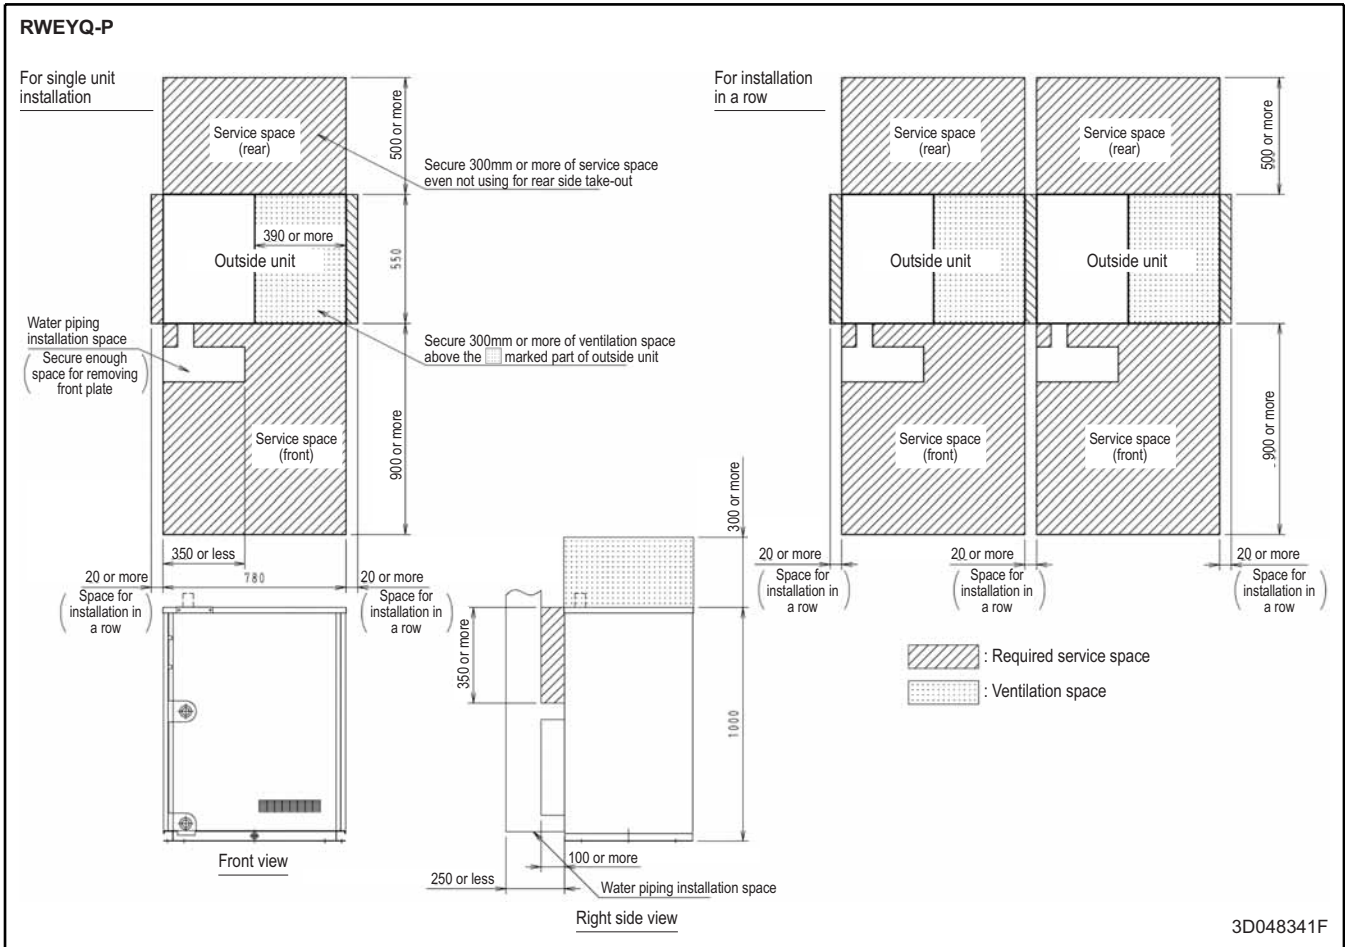 RWEYQ-P
For single unit
installation
Service space
(rear)
500 or more
Secure 300mm or more of service space
even not using for rear side take-out
390 or more
Outside unit
550
Water piping
installation space
(Secure enough
space for removing
front plate)
Secure 300mm or more of ventilation space
above the marked part of outside unit
Service space
(front)
900 or more
350 or less
780
20 or more
(Space for
installation in
a row)
20 or more
(Space for
installation in
a row)
Front view
300 or more
350 or more
1000
100 or more
250 or less
Water piping installation space
Right side view
For installation
in a row
Service space
(rear)
Service space
(rear)
500 or more
Outside unit
Outside unit
Service space
(front)
Service space
(front)
900 or more
20 or more
(Space for
installation in
a row)
20 or more
(Space for
installation in
a row)
20 or more
(Space for
installation in
a row)
: Required service space
: Ventilation space
3D048341F